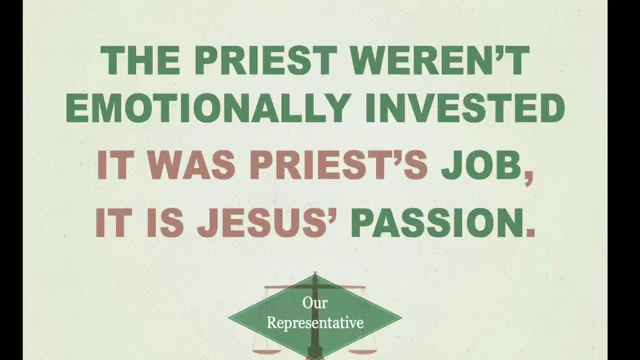 THE PRIEST WEREN'T
EMOTIONALLY INVESTED
IT WAS PRIEST'S JOB,
IT IS JESUS' PASSION.
Our
Representative